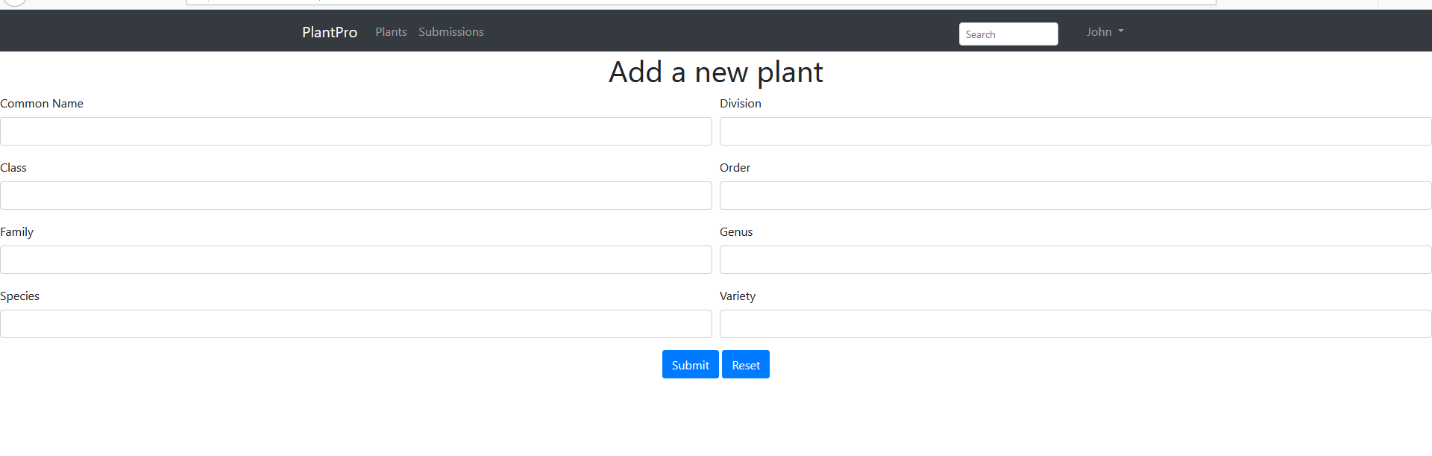 PlantPro Plants Submissions Search John
Add a new plant
Common Name Division
Class Order
Family Genus
Species Variety
Submit Reset